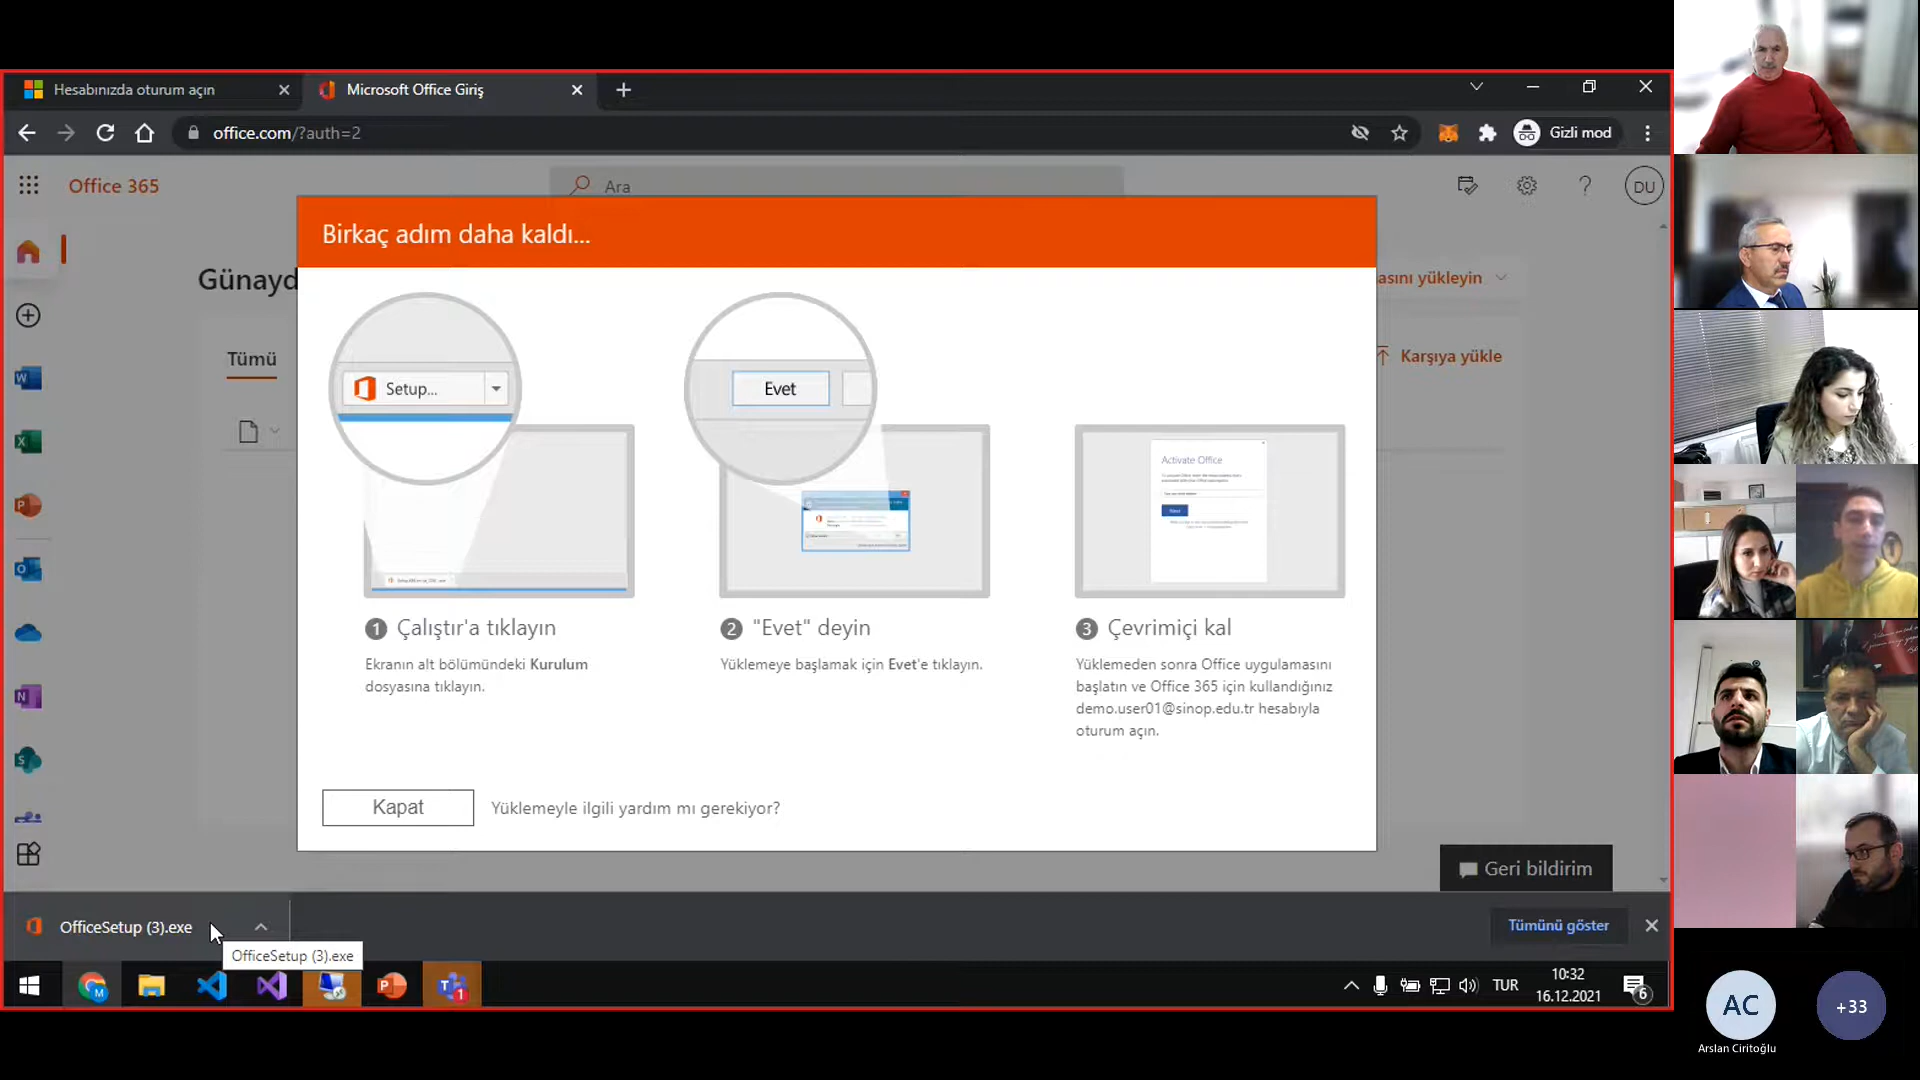 Hesabınızda oturum açın
Microsoft Office Giriş
office.com/?auth=2
Gizli mod
Office 365
Ara
DU
Birkaç adım daha kaldı...
Günayd
asını yükleyin
Setup...
Evet
Tümü
Karşıya yükle
Activate Office
1 Çalıştır'a tıklayın
Ekranın alt bölümündeki Kurulum
dosyasına tıklayın.
2 "Evet" deyin
Yüklemeye başlamak için Evet'e tıklayın.
3 Çevrimiçi kal
Yüklemeden sonra Office uygulamasını
başlatın ve Office 365 için kullandığınız
demo.user01@sinop.edu.tr hesabıyla
oturum açın.
Kapat
Yüklemeyle ilgili yardım mı gerekiyor?
Geri bildirim
OfficeSetup (3).exe
OfficeSetup (3).exe
Tümünü göster
TUR
10:32
16.12.2021
6
AC
Arslan Ciritoğlu
+33